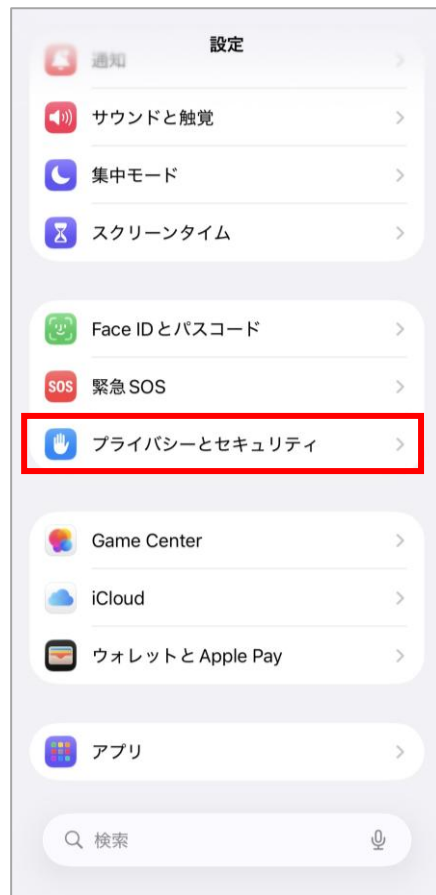 設定
通知
サウンドと触覚
集中モード
スクリーンタイム
Face IDとパスコード
SOS 緊急SOS
プライバシーとセキュリティ
Game Center
iCloud
ウォレットとApple Pay
アプリ
検索